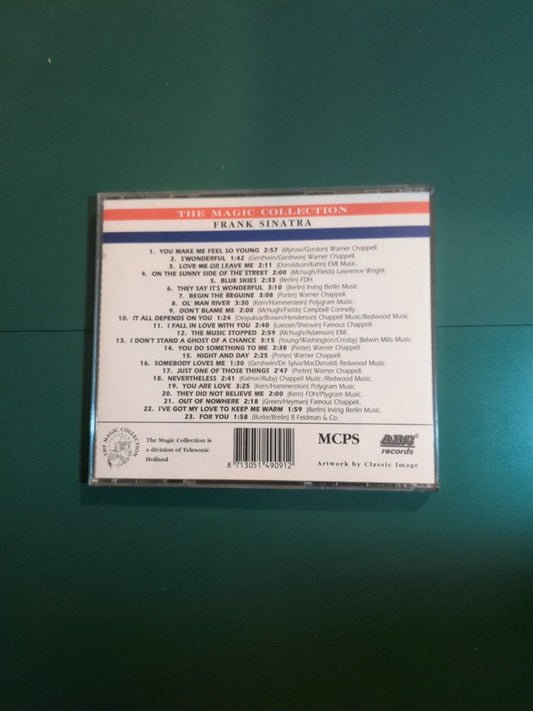 THE MAGIC COLLECTION
FRANK SINATRA
1. YOU MAKE ME FEEL SO YOUNG 2:57 (Myrow/Gordon) Warner Chappell.
2. S'WONDERFUL 1:42 (Gershwin/Gershwin) Warner Chappell.
3. LOVE ME OR LEAVE ME 2:11 (Donaldson/Kahn) EMI Music.
4. ON THE SUNNY SIDE OF THE STREET 2:00 (McHugh/Fields) Lawrence Wright.
5. BLUE SKIES 2:33 (Berlin) FDH.
6. THEY SAY IT'S WONDERFUL 3:10 (Berlin) Irving Berlin Music.
7. BEGIN THE BEGUINE 3:08 (Porter) Warner Chappell.
8. OL' MAN RIVER 3:30 (Kern/Hammerstein) Polygram Music.
9. DON'T BLAME ME 2:00 (McHugh/Fields) Campbell Connelly.
10. IT ALL DEPENDS ON YOU 1:24 (Desyulva/Brown/Henderson) Chappell Music/Redwood Music.
11. I FALL IN LOVE WITH YOU 2:40 (Loesser/Sherwin) Famous Chappell.
12. THE MUSIC STOPPED 2:59 (McHugh/Adamson) EMI.
13. I DON'T STAND A GHOST OF A CHANCE 3:15 (Young/Washington/Crosby) Belwin Mills Music.
14. YOU DO SOMETHING TO ME 2:38 (Porter) Warner Chappell.
15. NIGHT AND DAY 2:25 (Porter) Warner Chappell.
16. SOMEBODY LOVES ME 1:30 (Gershwin/De Sylva/MacDonald) Redwood Music.
17. JUST ONE OF THOSE THINGS 2'47 (Porter) Warner Chappell.
18. NEVERTHELESS 2:41 (Kalmar/Ruby) Chappell Music /Redwood Music.
19. YOU ARE LOVE 3:25 (Kern/Hammerstein) Polygram Music.
20. THEY DID NOT BELIEVE ME 2:00 (Kern) FDH/Plygram Music.
21. OUT OF NOWHERE 2:18 (Green/Heyman) Famous Chappell.
22. I'VE GOT MY LOVE TO KEEP ME WARM 1:59 (Berlin) Irving Berlin Music.
23. FOR YOU 1:58 (Burke/Brelin) B Feldman & Co.
THE MAGIC COLLECTION
The Magic Collection is
a division of Telesonic
Holland
8 713051 490912
MCPS
ARC
records
Artwork by Classic Image